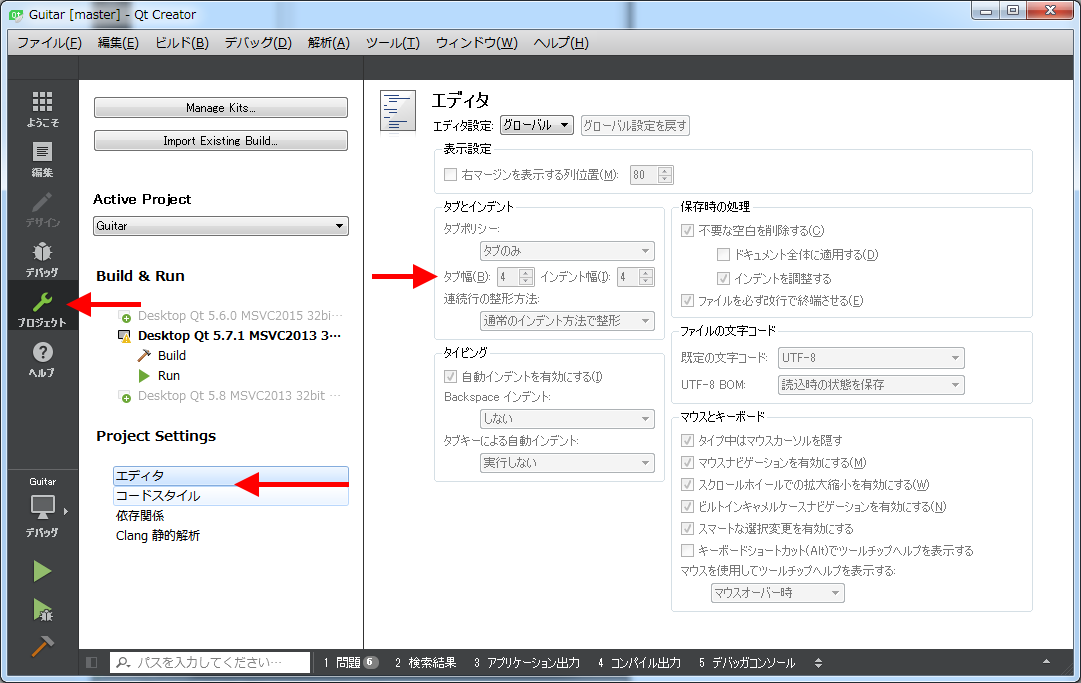 Guitar [master] - Qt Creator
ファイル(F) 編集(E) ビルド(B) デバッグ(D) 解析(A) ツール(T) ウィンドウ(W) ヘルプ(H)
ようこそ
編集
デザイン
デバッグ
プロジェクト
ヘルプ
Guitar
デバッグ
Manage Kits...
Import Existing Build...
Active Project
Guitar
Build & Run
Desktop Qt 5.6.0 MSVC2015 32bi...
Desktop Qt 5.7.1 MSVC2013 3...
Build
Run
Desktop Qt 5.8 MSVC2013 32bit ...
Project Settings
エディタ
コードスタイル
依存関係
Clang 静的解析
エディタ
エディタ設定: グローバル グローバル設定を戻す
表示設定
右マージンを表示する列位置(M): 80
タブとインデント
タブポリシー:
タブのみ
タブ幅(B): 4 インデント幅(I): 4
連続行の整形方法:
通常のインデント方法で整形
タイピング
自動インデントを有効にする(I)
Backspace インデント:
しない
タブキーによる自動インデント:
実行しない
保存時の処理
不要な空白を削除する(C)
ドキュメント全体に適用する(D)
インデントを調整する
ファイルを必ず改行で終端させる(E)
ファイルの文字コード
既定の文字コード: UTF-8
UTF-8 BOM: 読込時の状態を保存
マウスとキーボード
タイプ中はマウスカーソルを隠す
マウスナビゲーションを有効にする(M)
スクロールホイールでの拡大縮小を有効にする(W)
ビルトインキャメルケースナビゲーションを有効にする(N)
スマートな選択変更を有効にする
キーボードショートカット(Alt)でツールチップヘルプを表示する
マウスを使用してツールチップヘルプを表示する:
マウスオーバー時
パスを入力してください... 1 問題 6 2 検索結果 3 アプリケーション出力 4 コンパイル出力 5 デバッガコンソール